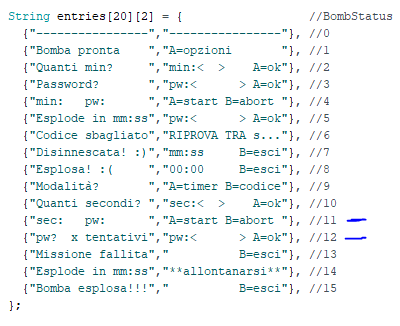 String entries[20][2] = {                  //BombStatus
  {"----------------","----------------"}, //0
  {"Bomba pronta    ","A=opzioni       "}, //1
  {"Quanti min?     ","min:<  >    A=ok"}, //2
  {"Password?       ","pw:<      > A=ok"}, //3
  {"min:   pw:      ","A=start B=abort "}, //4
  {"Esplode in mm:ss","pw:<      > A=ok"}, //5
  {"Codice sbagliato","RIPROVA TRA s..."}, //6
  {"Disinnescata! :)","mm:ss     B=esci"}, //7
  {"Esplosa! :(     ","00:00     B=esci"}, //8
  {"Modalità?       ","A=timer B=codice"}, //9
  {"Quanti secondi? ","sec:<  >    A=ok"}, //10
  {"sec:   pw:      ","A=start B=abort "}, //11
  {"pw?  x tentativi","pw:<      > A=ok"}, //12
  {"Missione fallita","          B=esci"}, //13
  {"Esplode in mm:ss","**allontanarsi**"}, //14
  {"Bomba esplosa!!!","          B=esci"}, //15
};